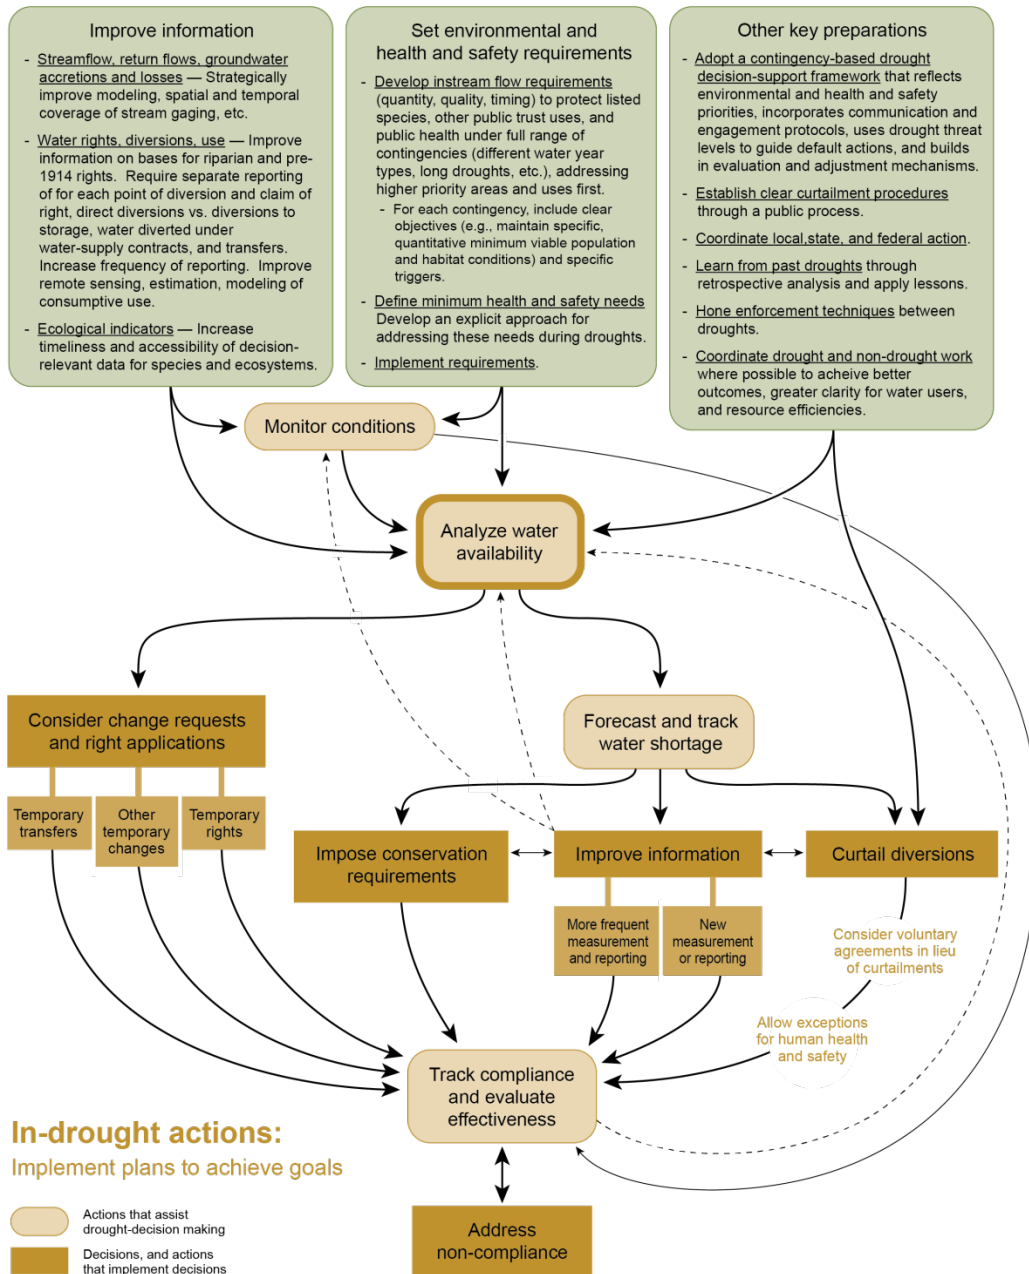 Improve information
- Streamflow, return flows, groundwater
accretions and losses — Strategically
improve modeling, spatial and temporal
coverage of stream gaging, etc.
- Water rights, diversions, use — Improve
information on bases for riparian and pre-
1914 rights. Require separate reporting
of for each point of diversion and claim of
right, direct diversions vs. diversions to
storage, water diverted under
water-supply contracts, and transfers.
Increase frequency of reporting. Improve
remote sensing, estimation, modeling of
consumptive use.
- Ecological indicators — Increase
timeliness and accessibility of decision-
relevant data for species and ecosystems.
Set environmental and
health and safety requirements
- Develop instream flow requirements
(quantity, quality, timing) to protect listed
species, other public trust uses, and
public health under full range of
contingencies (different water year
types, long droughts, etc.), addressing
higher priority areas and uses first.
- For each contingency, include clear
objectives (e.g., maintain specific,
quantitative minimum viable population
and habitat conditions) and specific
triggers.
- Define minimum health and safety needs
Develop an explicit approach for
addressing these needs during droughts.
- Implement requirements.
Other key preparations
- Adopt a contingency-based drought
decision-support framework that reflects
environmental and health and safety
priorities, incorporates communication and
engagement protocols, uses drought threat
levels to guide default actions, and builds
in evaluation and adjustment mechanisms.
- Establish clear curtailment procedures
through a public process.
- Coordinate local,state, and federal action.
- Learn from past droughts through
retrospective analysis and apply lessons.
- Hone enforcement techniques between
droughts.
- Coordinate drought and non-drought work
where possible to acheive better
outcomes, greater clarity for water users,
and resource efficiencies.
Monitor conditions
Analyze water
availability
Consider change requests
and right applications
Temporary
transfers
Other
temporary
changes
Temporary
rights
Forecast and track
water shortage
Impose conservation
requirements
Improve information
More frequent
measurement
and reporting
New
measurement
or reporting
Curtail diversions
Consider voluntary
agreements in lieu
of curtailments
Allow exceptions
for human health
and safety
Track compliance
and evaluate
effectiveness
Address
non-compliance
In-drought actions:
Implement plans to achieve goals
Actions that assist
drought-decision making
Decisions, and actions
that implement decisions